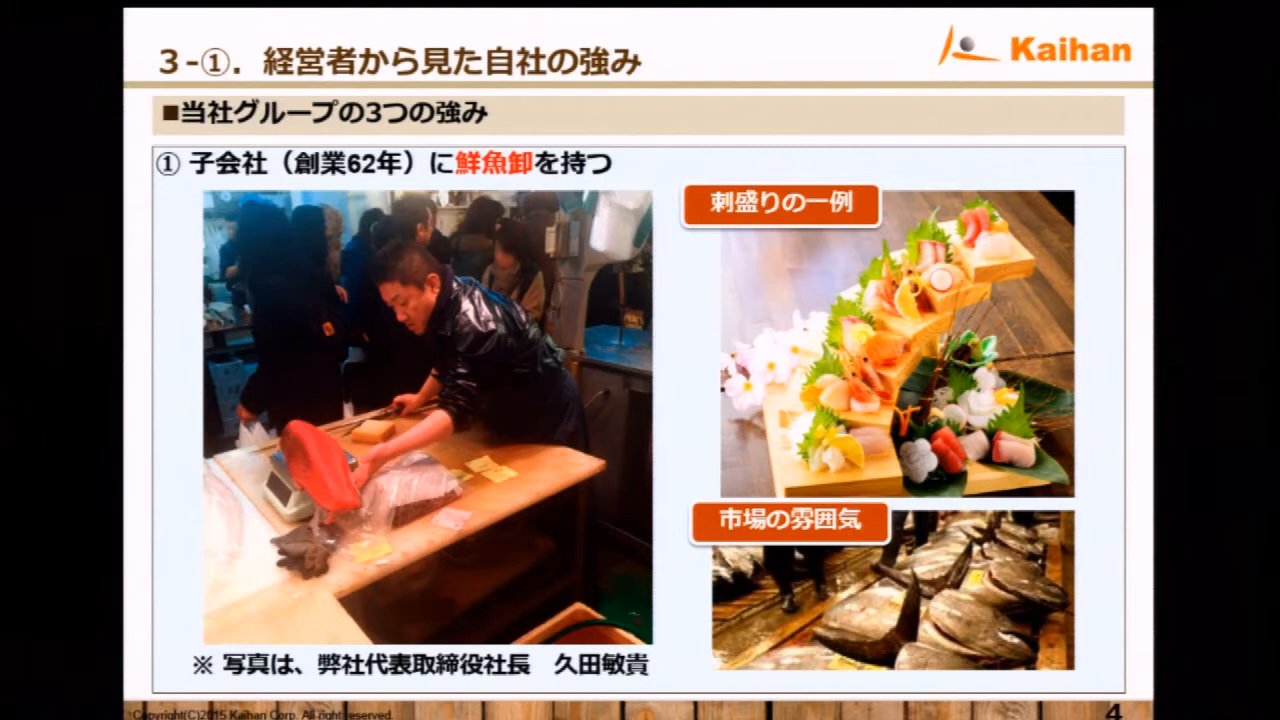 3-①. 経営者から見た自社の強み
Kaihan
■当社グループの3つの強み
① 子会社（創業62年）に鮮魚卸を持つ
刺盛りの一例
市場の雰囲気
※ 写真は、弊社代表取締役社長　久田敏貴
Copyright(C)2015 Kaihan Corp. All right reserved.
4